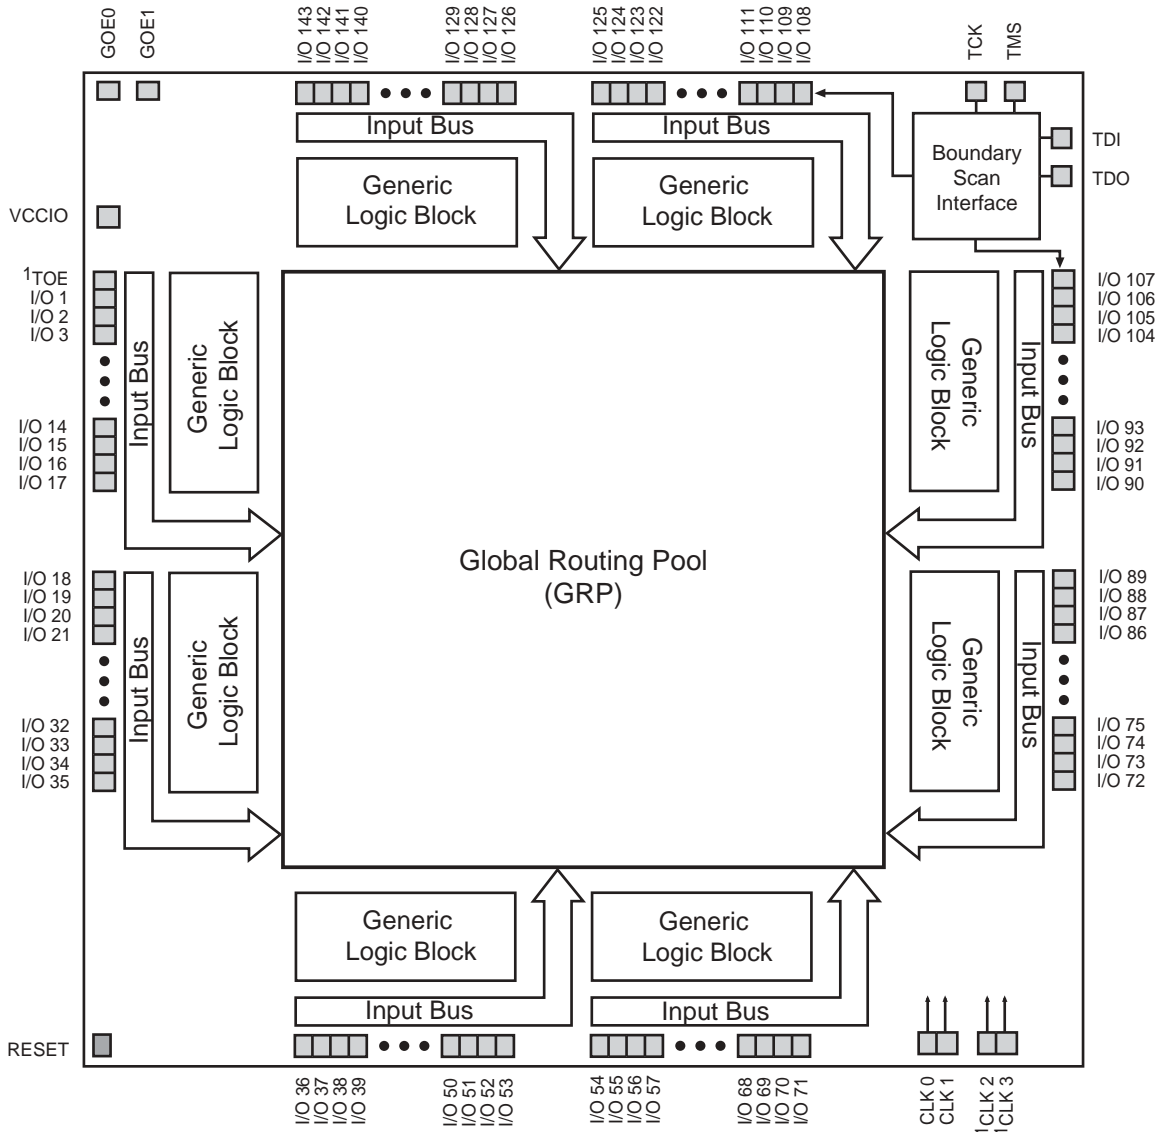 GOE0
GOE1
I/O 143
I/O 142
I/O 141
I/O 140
I/O 129
I/O 128
I/O 127
I/O 126
I/O 125
I/O 124
I/O 123
I/O 122
I/O 111
I/O 110
I/O 109
I/O 108
TCK
TMS
Input Bus
Input Bus
TDI
TDO
Boundary
Scan
Interface
Generic
Logic Block
Generic
Logic Block
VCCIO
1TOE
I/O 1
I/O 2
I/O 3
I/O 14
I/O 15
I/O 16
I/O 17
Input Bus
Generic
Logic Block
Generic
Logic Block
Input Bus
I/O 107
I/O 106
I/O 105
I/O 104
I/O 93
I/O 92
I/O 91
I/O 90
Global Routing Pool
(GRP)
I/O 18
I/O 19
I/O 20
I/O 21
I/O 32
I/O 33
I/O 34
I/O 35
Input Bus
Generic
Logic Block
Generic
Logic Block
Input Bus
I/O 89
I/O 88
I/O 87
I/O 86
I/O 75
I/O 74
I/O 73
I/O 72
Generic
Logic Block
Generic
Logic Block
Input Bus
Input Bus
RESET
I/O 36
I/O 37
I/O 38
I/O 39
I/O 50
I/O 51
I/O 52
I/O 53
I/O 54
I/O 55
I/O 56
I/O 57
I/O 68
I/O 69
I/O 70
I/O 71
CLK 0
CLK 1
1CLK 2
1CLK 3